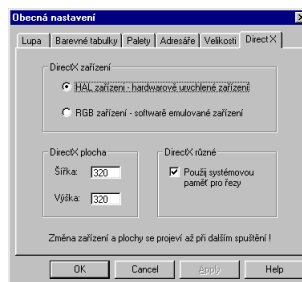 Obecná nastavení
Lupa Barevné tabulky Palety Adresáře Velikosti DirectX
DirectX zařízení
HAL zařízení - hardwarově urychlené zařízení
RGB zařízení - softwarě emulované zařízení
DirectX plocha
Šířka: 320
Výška: 320
DirectX různé
Použij systémovou
paměť pro řezy
Změna zařízení a plochy se projeví až při dalším spuštění !
OK Cancel Apply Help